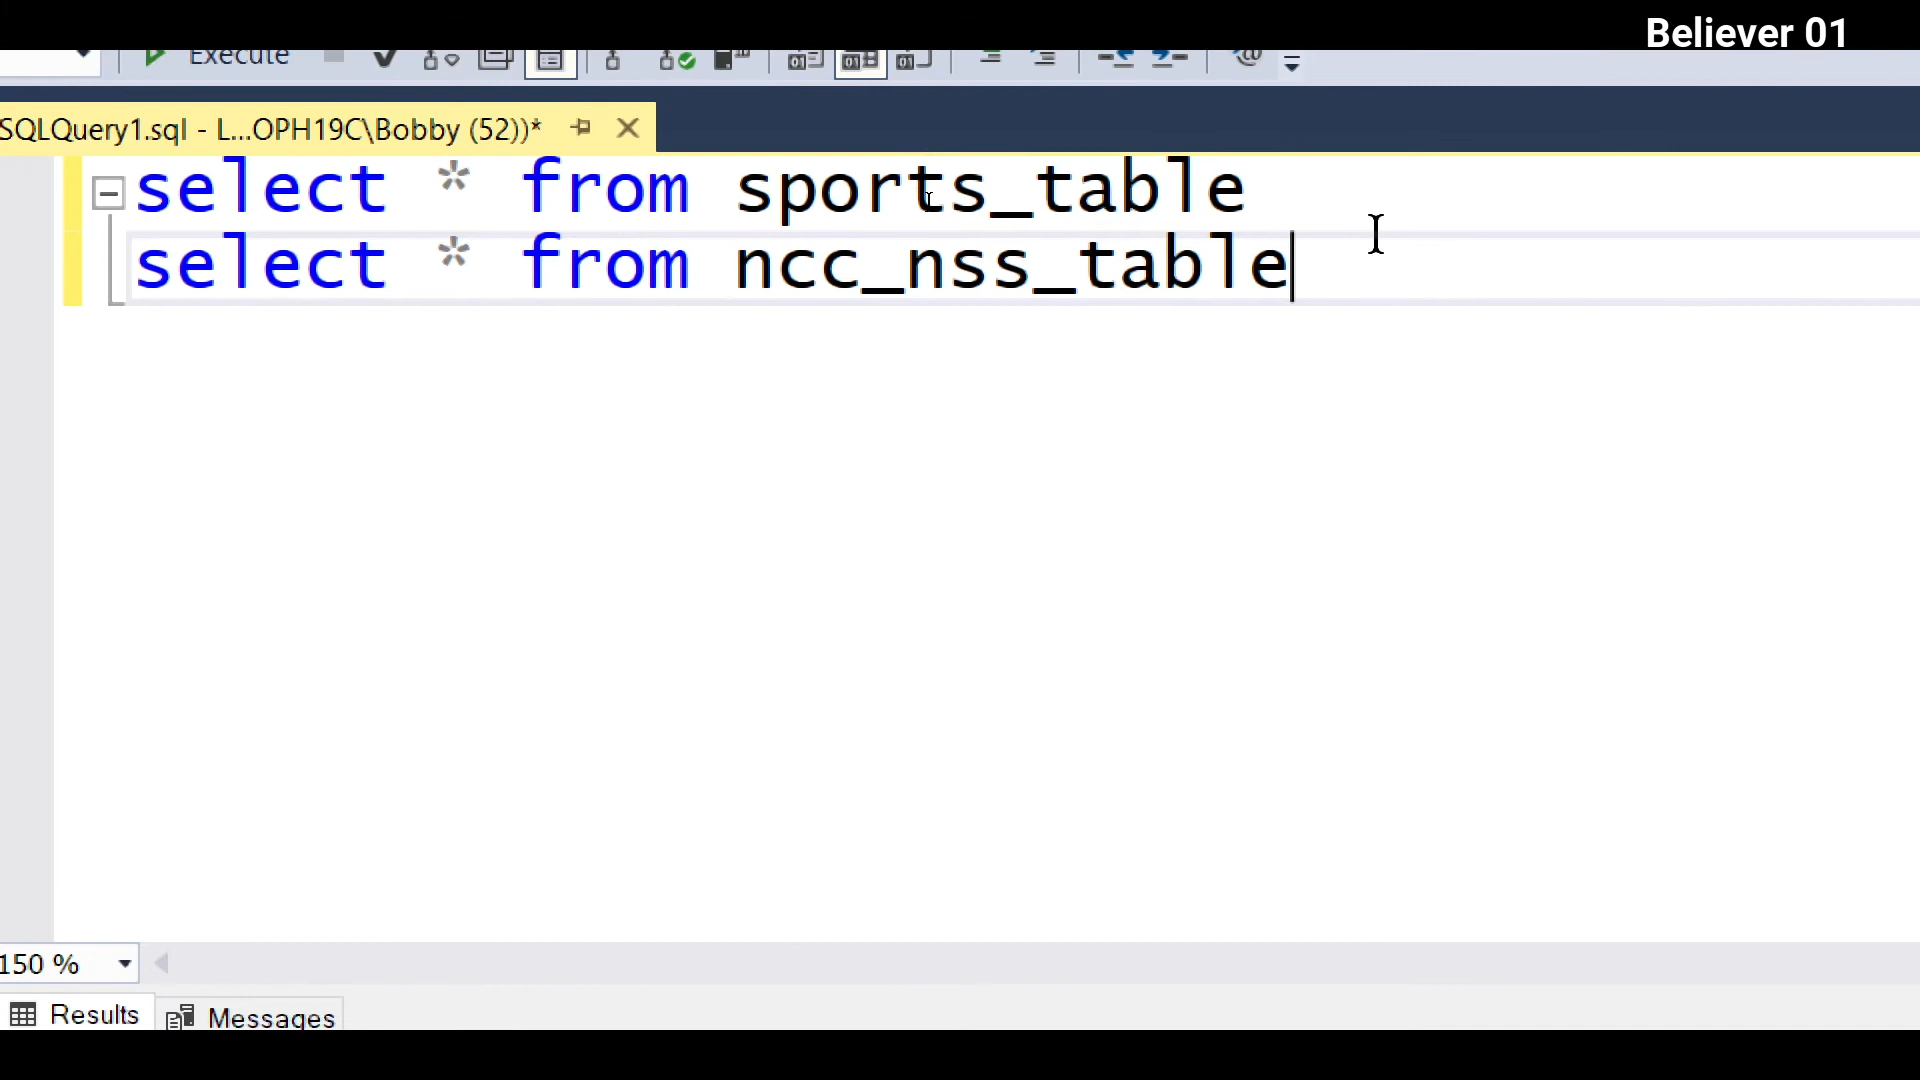 Believer 01
Execute
SQLQuery1.sql - L...OPH19C\Bobby (52))*
select * from sports_table
select * from ncc_nss_table
150 %
Results
Messages